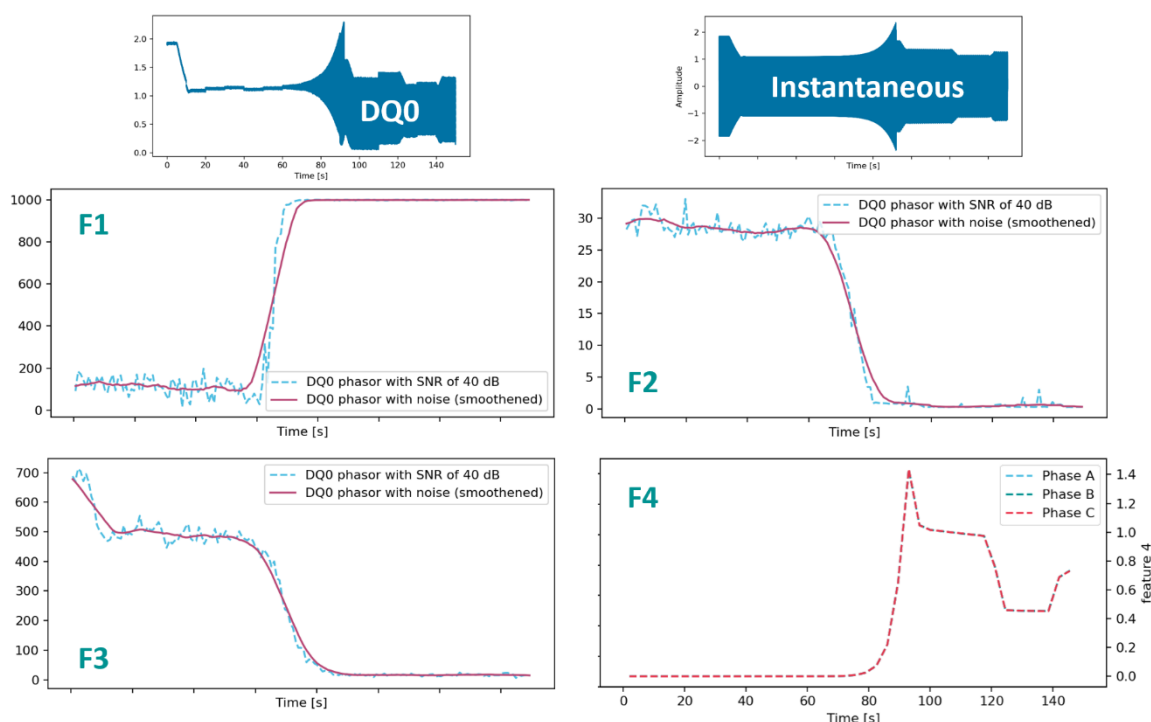 2.0
1.5
1.0
0.5
0.0
DQ0
0 20 40 60 80 100 120 140
Time [s]
2
1
0
-1
-2
Amplitude
Instantaneous
Time [s]
1000
800
600
400
200
0
F1
DQ0 phasor with SNR of 40 dB
DQ0 phasor with noise (smoothened)
Time [s]
30
25
20
15
10
5
0
F2
DQ0 phasor with SNR of 40 dB
DQ0 phasor with noise (smoothened)
Time [s]
700
600
500
400
300
200
100
0
F3
DQ0 phasor with SNR of 40 dB
DQ0 phasor with noise (smoothened)
Time [s]
F4
Phase A
Phase B
Phase C
1.4
1.2
1.0
0.8
0.6
0.4
0.2
0.0
feature 4
0 20 40 60 80 100 120 140
Time [s]